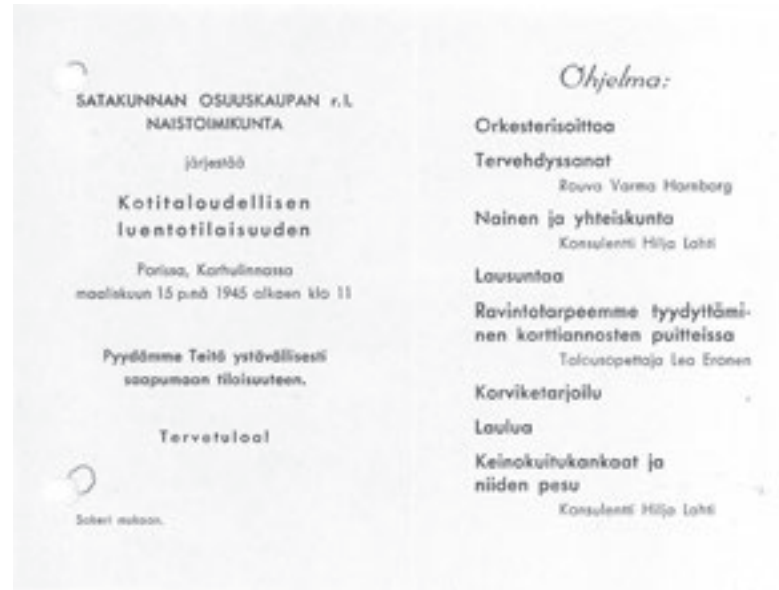 SATAKUNNAN OSUUSKAUPAN r. l.
NAISTOIMIKUNTA
järjestää
Kotitaloudellisen
luentotilaisuuden
Porissa, Karhulinnassa
maaliskuun 15 p:nä 1945 alkaen klo 11
Pyydämme Teitä ystävällisesti
saapumaan tilaisuuteen.
Tervetuloa!
Sokeri mukaan.
Ohjelma:
Orkesterisoittoa
Tervehdyssanat
Rouva Varma Hornborg
Nainen ja yhteiskunta
Konsulentti Hilja Lahti
Lausuntaa
Ravintotarpeemme tyydyttämi-
nen korttiannosten puitteissa
Talousopettaja Lea Eronen
Korviketarjoilu
Laulua
Keinokuitukankaat ja
niiden pesu
Konsulentti Hilja Lahti